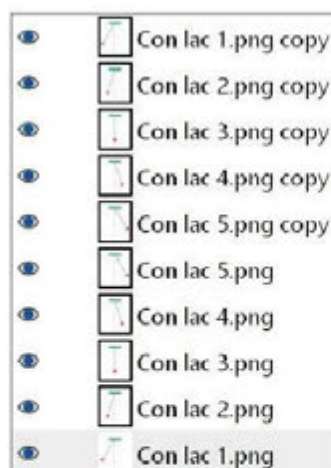 Con lac 1.png copy
Con lac 2.png copy
Con lac 3.png copy
Con lac 4.png copy
Con lac 5.png copy
Con lac 5.png
Con lac 4.png
Con lac 3.png
Con lac 2.png
Con lac 1.png